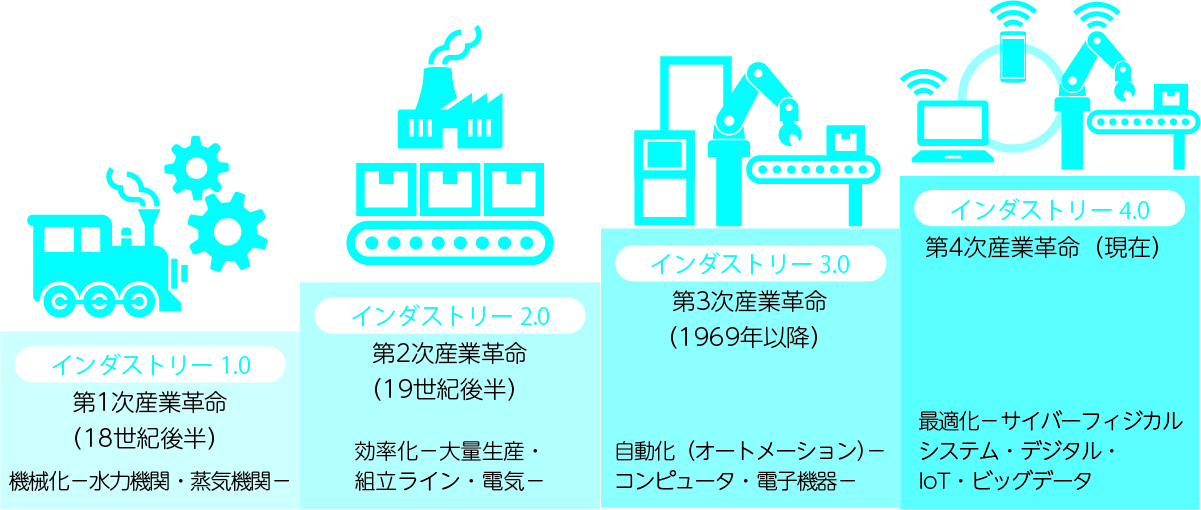 インダストリー 1.0
第1次産業革命
（18世紀後半）
機械化－水力機関・蒸気機関－
インダストリー 2.0
第2次産業革命
（19世紀後半）
効率化－大量生産・
組立ライン・電気－
インダストリー 3.0
第3次産業革命
（1969年以降）
自動化（オートメーション）－
コンピュータ・電子機器－
インダストリー 4.0
第4次産業革命（現在）
最適化－サイバーフィジカル
システム・デジタル・
IoT・ビッグデータ